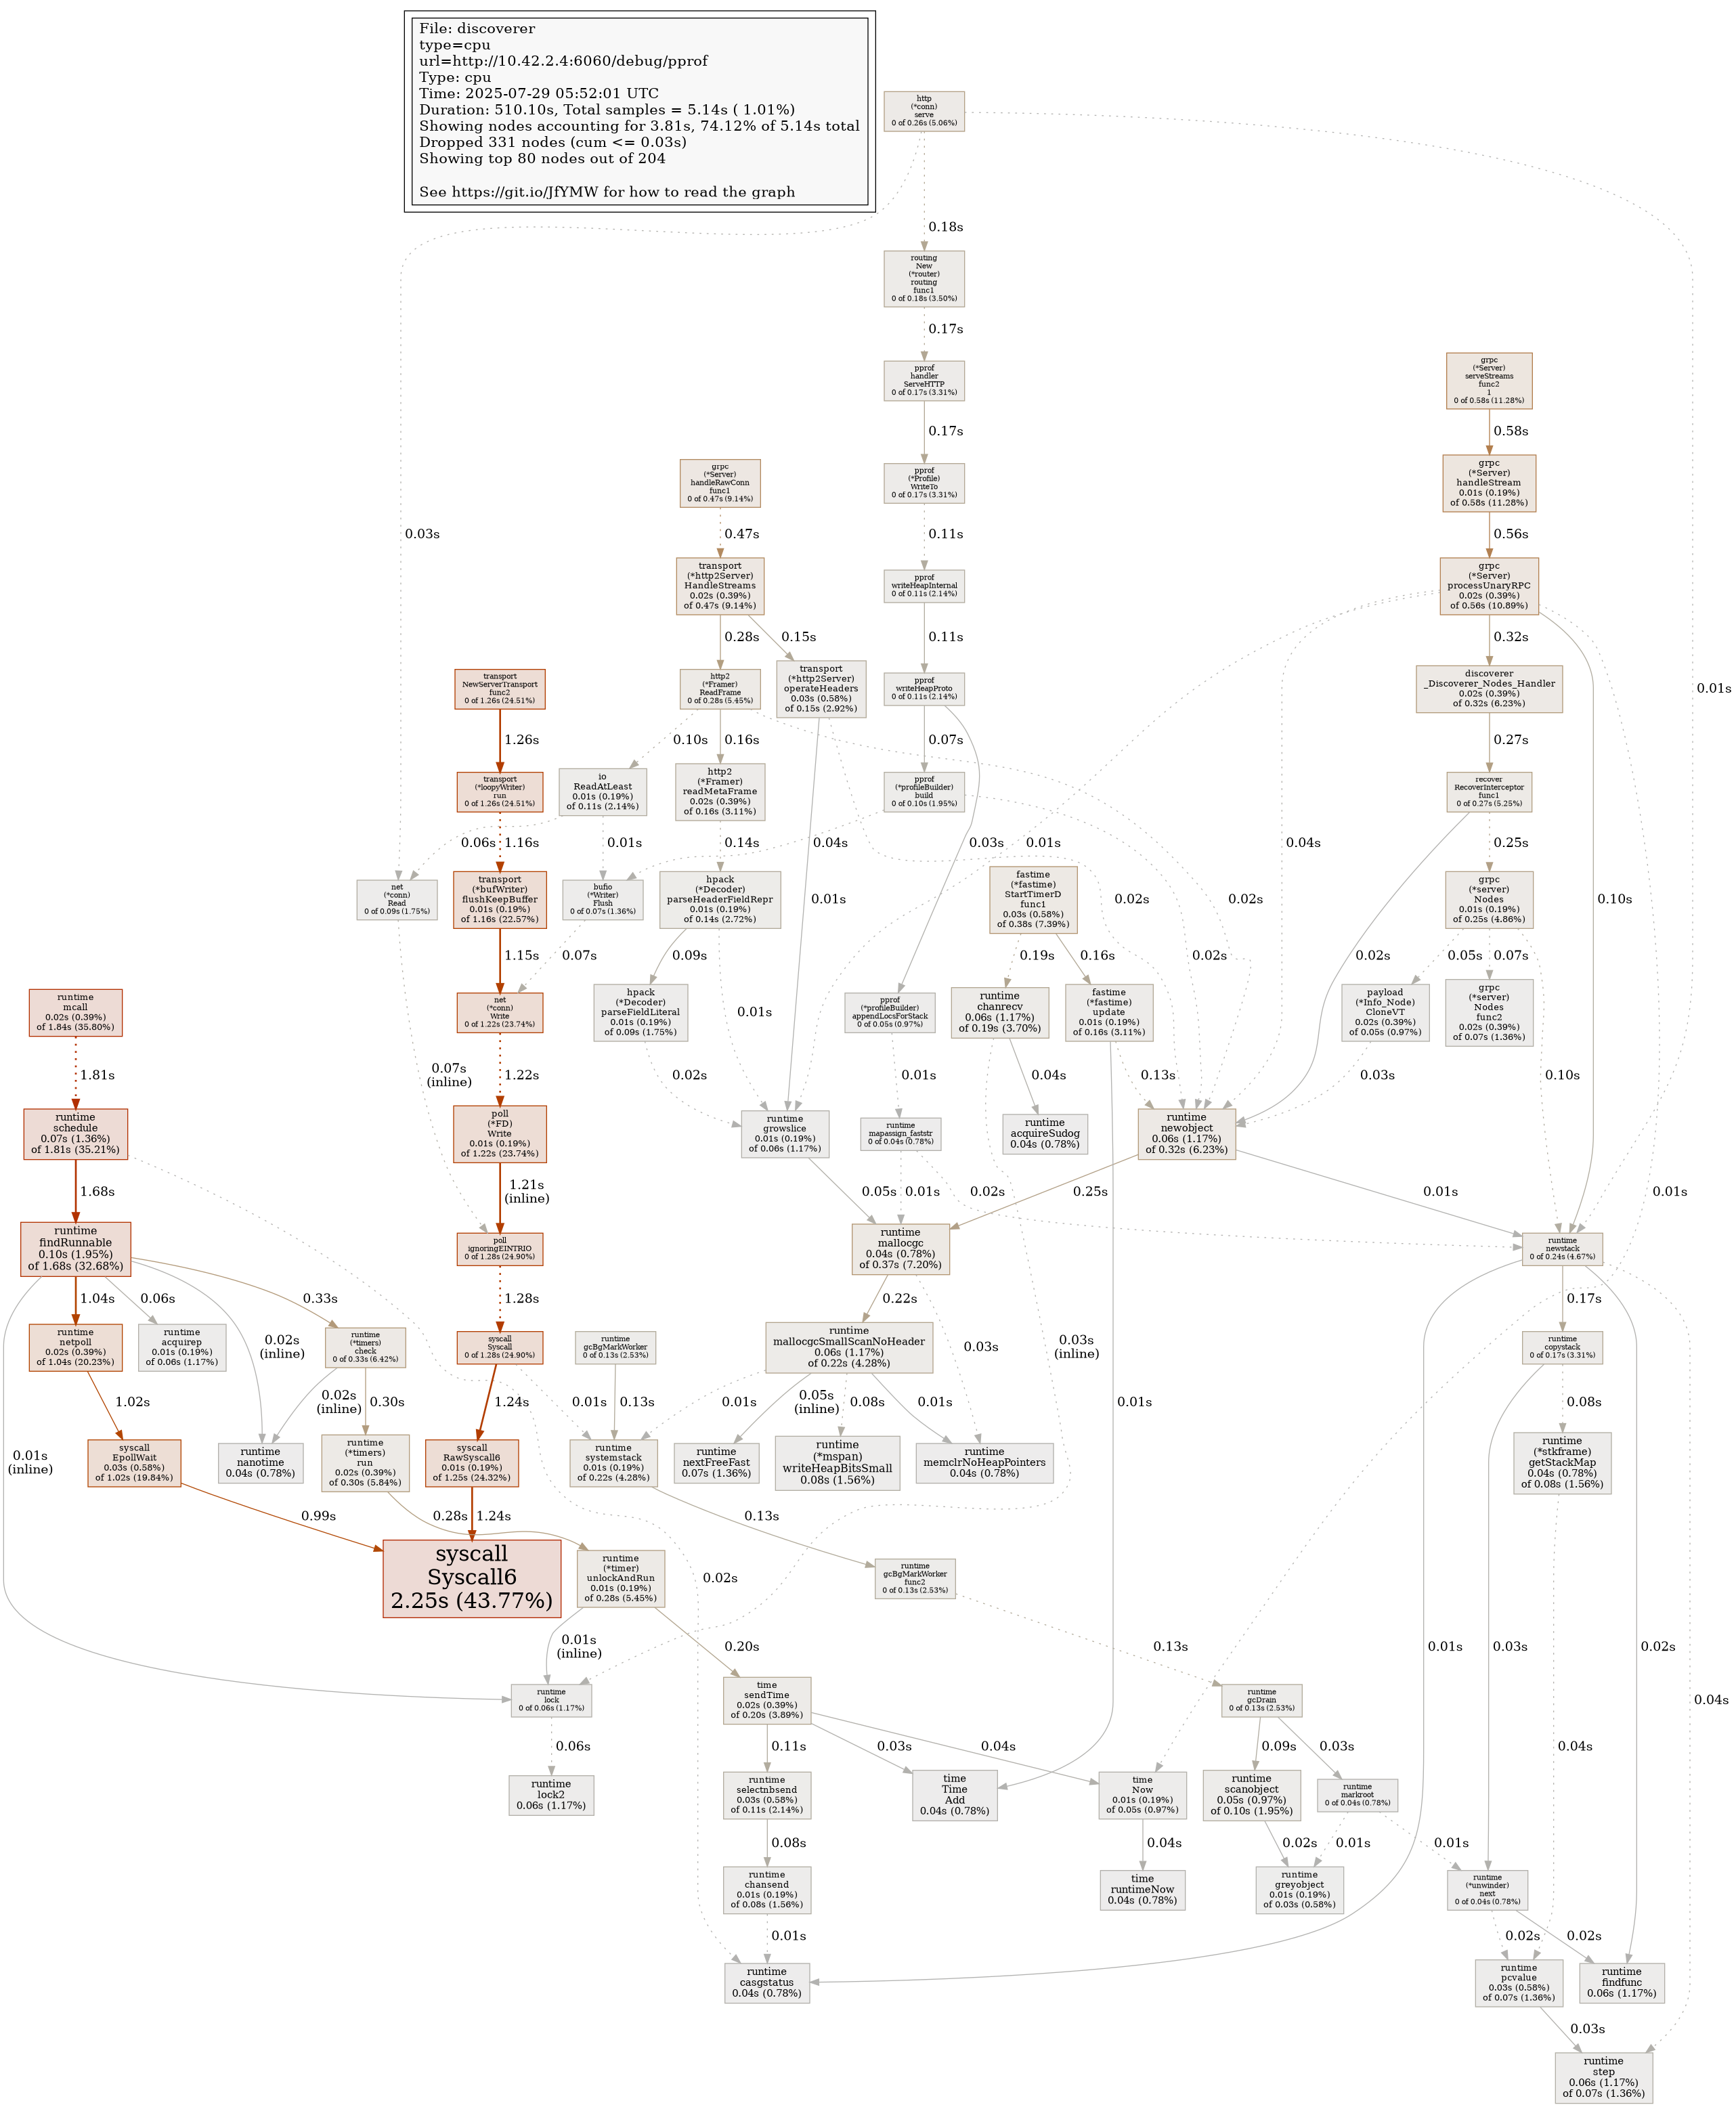 File: discoverer
type=cpu
url=http://10.42.2.4:6060/debug/pprof
Type: cpu
Time: 2025-07-29 05:52:01 UTC
Duration: 510.10s, Total samples = 5.14s ( 1.01%)
Showing nodes accounting for 3.81s, 74.12% of 5.14s total
Dropped 331 nodes (cum <= 0.03s)
Showing top 80 nodes out of 204
See https://git.io/JfYMW for how to read the graph
http
(*conn)
serve
0 of 0.26s (5.06%)
0.18s
routing
New
(*router)
routing
func1
0 of 0.18s (3.50%)
0.17s
pprof
handler
ServeHTTP
0 of 0.17s (3.31%)
grpc
(*Server)
serveStreams
func2
1
0 of 0.58s (11.28%)
0.17s
0.58s
pprof
(*Profile)
WriteTo
0 of 0.17s (3.31%)
grpc
(*Server)
handleRawConn
func1
0 of 0.47s (9.14%)
grpc
(*Server)
handleStream
0.01s (0.19%)
of 0.58s (11.28%)
0.03s
0.47s
0.11s
0.56s
transport
(*http2Server)
HandleStreams
0.02s (0.39%)
of 0.47s (9.14%)
pprof
writeHeapInternal
0 of 0.11s (2.14%)
grpc
(*Server)
processUnaryRPC
0.02s (0.39%)
of 0.56s (10.89%)
0.28s
0.15s
0.11s
0.32s
transport
NewServerTransport
func2
0 of 1.26s (24.51%)
http2
(*Framer)
ReadFrame
0 of 0.28s (5.45%)
transport
(*http2Server)
operateHeaders
0.03s (0.58%)
of 0.15s (2.92%)
pprof
writeHeapProto
0 of 0.11s (2.14%)
discoverer
_Discoverer_Nodes_Handler
0.02s (0.39%)
of 0.32s (6.23%)
0.01s
1.26s
0.10s
0.16s
0.07s
0.27s
transport
(*loopyWriter)
run
0 of 1.26s (24.51%)
io
ReadAtLeast
0.01s (0.19%)
of 0.11s (2.14%)
http2
(*Framer)
readMetaFrame
0.02s (0.39%)
of 0.16s (3.11%)
pprof
(*profileBuilder)
build
0 of 0.10s (1.95%)
recover
RecoverInterceptor
func1
0 of 0.27s (5.25%)
0.06s
1.16s
0.01s
0.14s
0.04s
0.03s
0.01s
0.04s
0.25s
net
(*conn)
Read
0 of 0.09s (1.75%)
transport
(*bufWriter)
flushKeepBuffer
0.01s (0.19%)
of 1.16s (22.57%)
bufio
(*Writer)
Flush
0 of 0.07s (1.36%)
hpack
(*Decoder)
parseHeaderFieldRepr
0.01s (0.19%)
of 0.14s (2.72%)
0.01s
fastime
(*fastime)
StartTimerD
func1
0.03s (0.58%)
of 0.38s (7.39%)
0.02s
0.02s
grpc
(*server)
Nodes
0.01s (0.19%)
of 0.25s (4.86%)
0.10s
1.15s
0.07s
0.09s
0.19s
0.16s
0.02s
0.02s
0.05s
0.07s
0.01s
runtime
mcall
0.02s (0.39%)
of 1.84s (35.80%)
net
(*conn)
Write
0 of 1.22s (23.74%)
hpack
(*Decoder)
parseFieldLiteral
0.01s (0.19%)
of 0.09s (1.75%)
0.01s
pprof
(*profileBuilder)
appendLocsForStack
0 of 0.05s (0.97%)
runtime
chanrecv
0.06s (1.17%)
of 0.19s (3.70%)
fastime
(*fastime)
update
0.01s (0.19%)
of 0.16s (3.11%)
payload
(*Info_Node)
CloneVT
0.02s (0.39%)
of 0.05s (0.97%)
grpc
(*server)
Nodes
func2
0.02s (0.39%)
of 0.07s (1.36%)
1.81s
0.07s
(inline)
1.22s
0.02s
0.01s
0.04s
0.13s
0.03s
0.10s
runtime
schedule
0.07s (1.36%)
of 1.81s (35.21%)
poll
(*FD)
Write
0.01s (0.19%)
of 1.22s (23.74%)
runtime
growslice
0.01s (0.19%)
of 0.06s (1.17%)
runtime
mapassign_faststr
0 of 0.04s (0.78%)
runtime
acquireSudog
0.04s (0.78%)
runtime
newobject
0.06s (1.17%)
of 0.32s (6.23%)
1.68s
1.21s
(inline)
0.05s
0.01s
0.02s
0.25s
0.01s
runtime
findRunnable
0.10s (1.95%)
of 1.68s (32.68%)
poll
ignoringEINTRIO
0 of 1.28s (24.90%)
runtime
mallocgc
0.04s (0.78%)
of 0.37s (7.20%)
runtime
newstack
0 of 0.24s (4.67%)
1.04s
0.06s
0.33s
1.28s
0.22s
0.17s
runtime
netpoll
0.02s (0.39%)
of 1.04s (20.23%)
runtime
acquirep
0.01s (0.19%)
of 0.06s (1.17%)
0.02s
(inline)
runtime
(*timers)
check
0 of 0.33s (6.42%)
syscall
Syscall
0 of 1.28s (24.90%)
runtime
gcBgMarkWorker
0 of 0.13s (2.53%)
runtime
mallocgcSmallScanNoHeader
0.06s (1.17%)
of 0.22s (4.28%)
0.03s
0.03s
(inline)
runtime
copystack
0 of 0.17s (3.31%)
1.02s
0.02s
(inline)
0.30s
1.24s
0.01s
0.13s
0.01s
0.05s
(inline)
0.08s
0.01s
0.01s
0.08s
0.01s
(inline)
syscall
EpollWait
0.03s (0.58%)
of 1.02s (19.84%)
runtime
nanotime
0.04s (0.78%)
runtime
(*timers)
run
0.02s (0.39%)
of 0.30s (5.84%)
syscall
RawSyscall6
0.01s (0.19%)
of 1.25s (24.32%)
runtime
systemstack
0.01s (0.19%)
of 0.22s (4.28%)
runtime
nextFreeFast
0.07s (1.36%)
runtime
(*mspan)
writeHeapBitsSmall
0.08s (1.56%)
runtime
memclrNoHeapPointers
0.04s (0.78%)
runtime
(*stkframe)
getStackMap
0.04s (0.78%)
of 0.08s (1.56%)
0.99s
0.28s
1.24s
0.13s
syscall
Syscall6
2.25s (43.77%)
runtime
(*timer)
unlockAndRun
0.01s (0.19%)
of 0.28s (5.45%)
0.02s
runtime
gcBgMarkWorker
func2
0 of 0.13s (2.53%)
0.01s
(inline)
0.20s
0.13s
0.01s
0.03s
0.02s
runtime
lock
0 of 0.06s (1.17%)
time
sendTime
0.02s (0.39%)
of 0.20s (3.89%)
runtime
gcDrain
0 of 0.13s (2.53%)
0.04s
0.06s
0.11s
0.03s
0.04s
0.09s
0.03s
0.04s
runtime
lock2
0.06s (1.17%)
runtime
selectnbsend
0.03s (0.58%)
of 0.11s (2.14%)
time
Time
Add
0.04s (0.78%)
time
Now
0.01s (0.19%)
of 0.05s (0.97%)
runtime
scanobject
0.05s (0.97%)
of 0.10s (1.95%)
runtime
markroot
0 of 0.04s (0.78%)
0.08s
0.04s
0.02s
0.01s
0.01s
runtime
chansend
0.01s (0.19%)
of 0.08s (1.56%)
time
runtimeNow
0.04s (0.78%)
runtime
greyobject
0.01s (0.19%)
of 0.03s (0.58%)
runtime
(*unwinder)
next
0 of 0.04s (0.78%)
0.01s
0.02s
0.02s
runtime
casgstatus
0.04s (0.78%)
runtime
pcvalue
0.03s (0.58%)
of 0.07s (1.36%)
runtime
findfunc
0.06s (1.17%)
0.03s
runtime
step
0.06s (1.17%)
of 0.07s (1.36%)